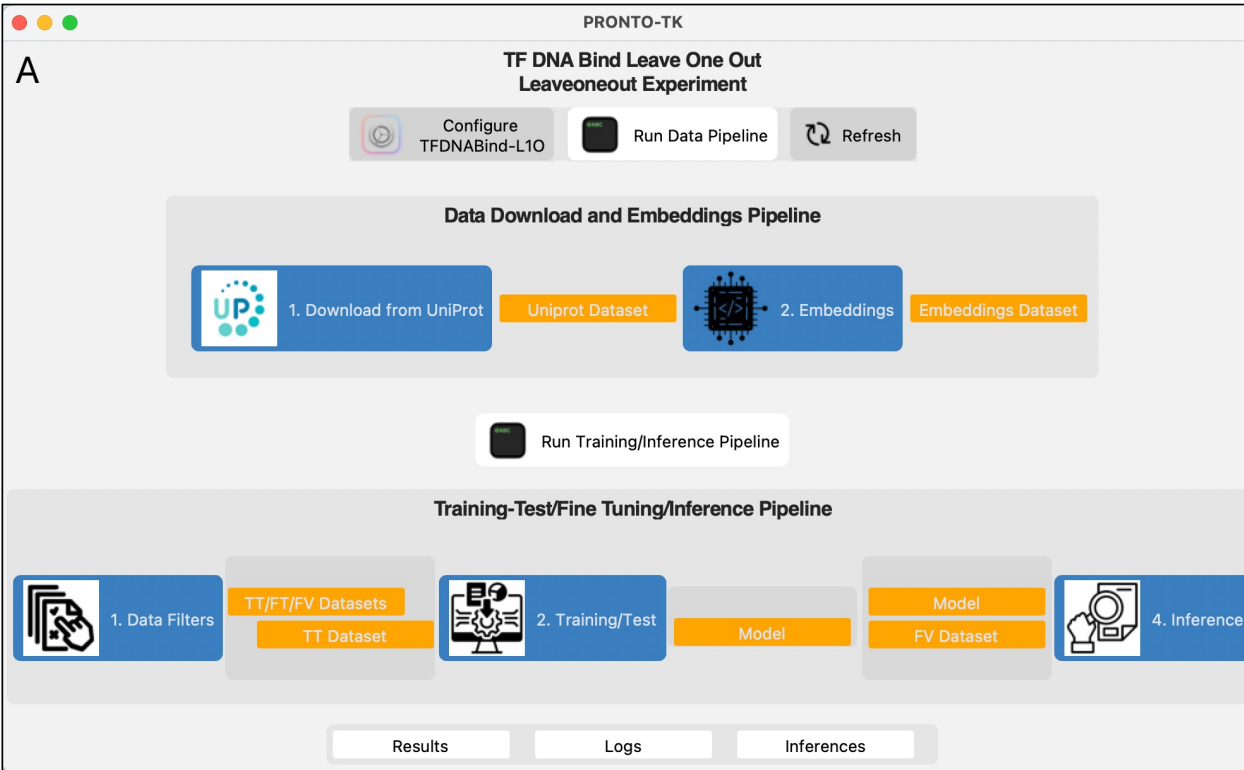 PRONTO-TK
A
TF DNA Bind Leave One Out
Leaveoneout Experiment
Configure
TFDNABind-L1O
exec
Run Data Pipeline
Refresh
Data Download and Embeddings Pipeline
UP
1. Download from UniProt
Uniprot Dataset
</>
2. Embeddings
Embeddings Dataset
exec
Run Training/Inference Pipeline
Training-Test/Fine Tuning/Inference Pipeline
1. Data Filters
TT/FT/FV Datasets
TT Dataset
2. Training/Test
Model
Model
FV Dataset
4. Inference
Results
Logs
Inferences